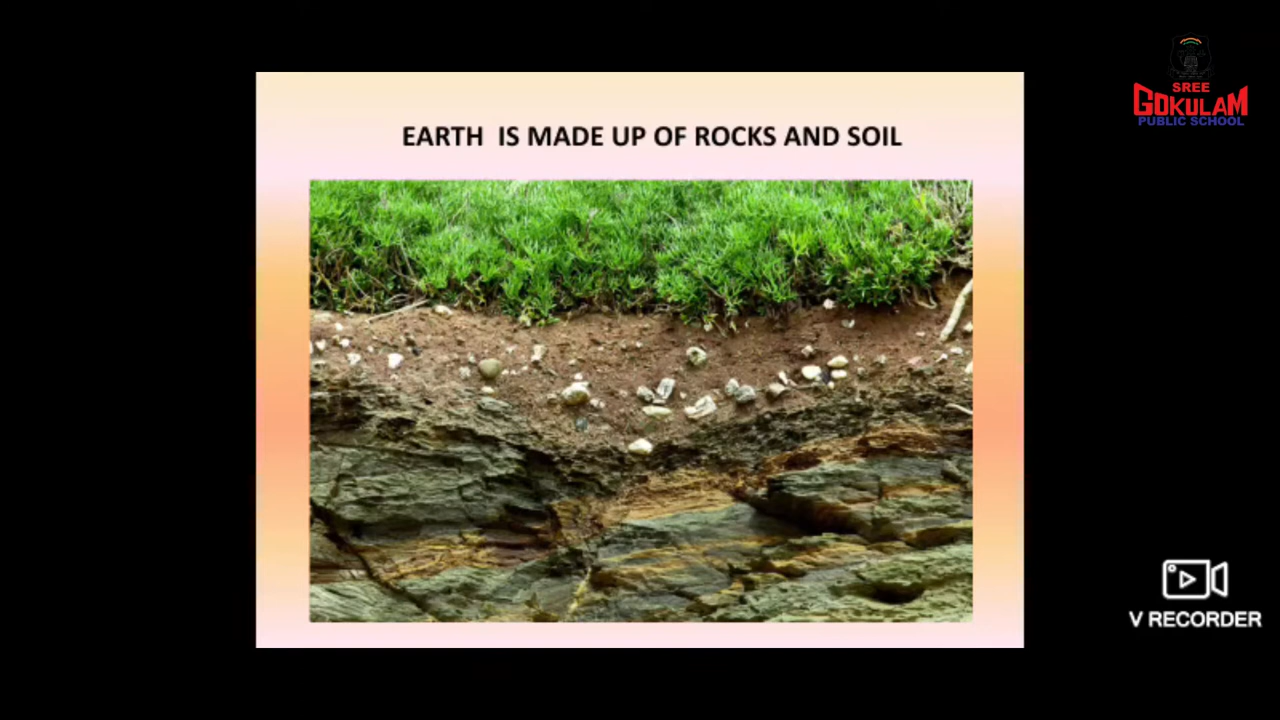 EARTH IS MADE UP OF ROCKS AND SOIL
SREE
GOKULAM
PUBLIC SCHOOL
V RECORDER